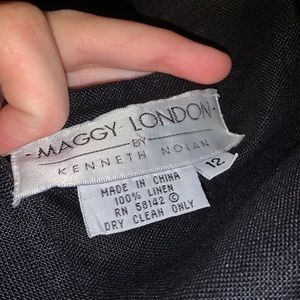 MAGGY LONDON
BY
KENNETH NOLAN
12
MADE IN CHINA
100% LINEN
RN 58142 ©
DRY CLEAN ONLY